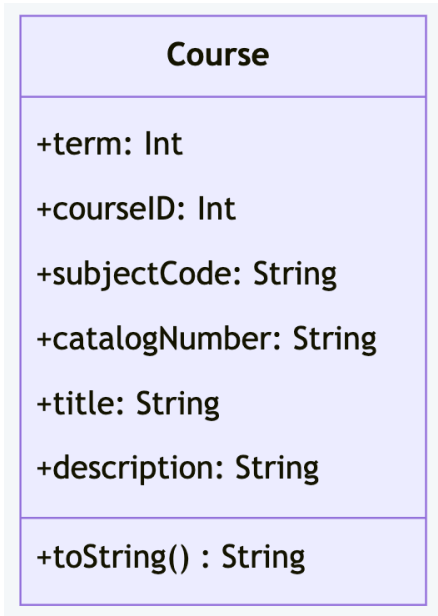 Course
+term: Int
+courseID: Int
+subjectCode: String
+catalogNumber: String
+title: String
+description: String
+toString() : String